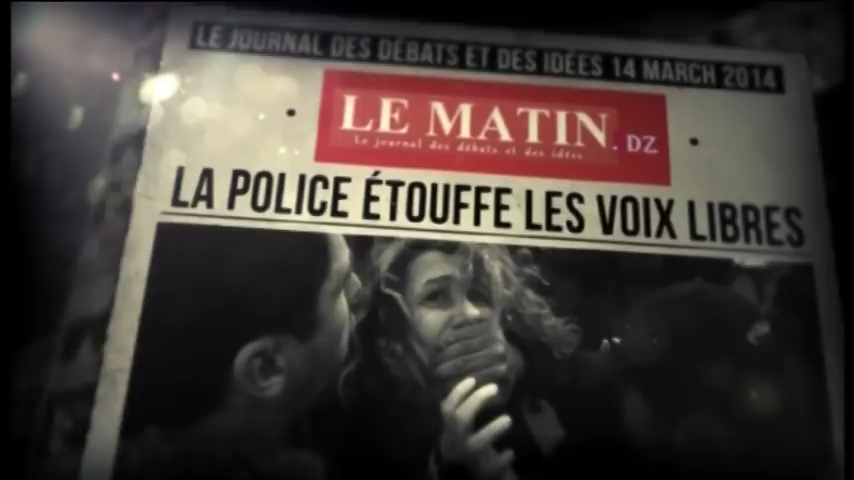 LE JOURNAL DES DÉBATS ET DES IDÉES 14 MARCH 2014
LE MATIN.DZ
Le journal des débats et des idées
LA POLICE ÉTOUFFE LES VOIX LIBRES